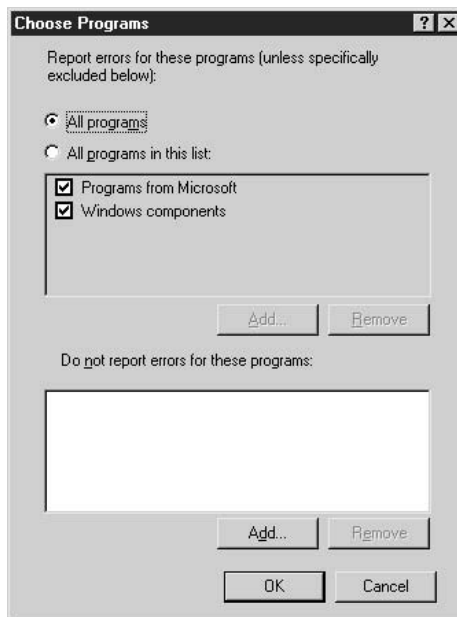 Choose Programs
Report errors for these programs (unless specifically
excluded below):
All programs
All programs in this list:
Programs from Microsoft
Windows components
Add...
Remove
Do not report errors for these programs:
Add...
Remove
OK
Cancel